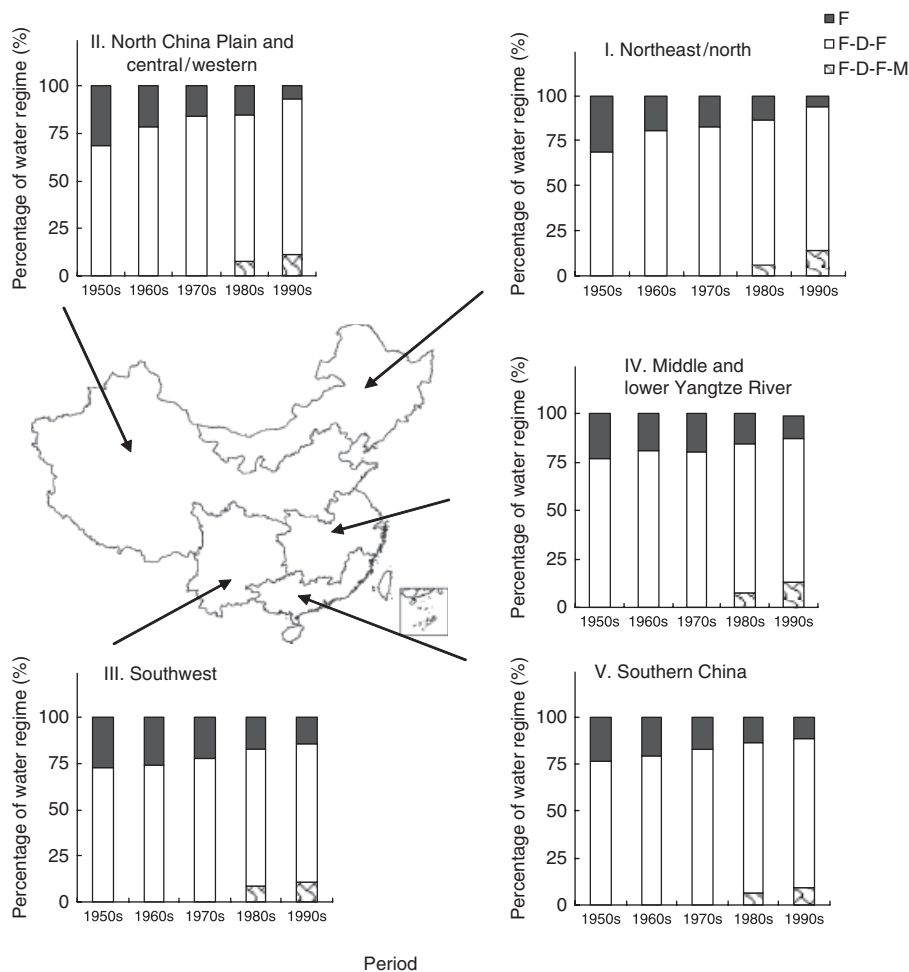 F
F-D-F
F-D-F-M
II. North China Plain and
central/western
Percentage of water regime (%)
100
75
50
25
0
1950s 1960s 1970s 1980s 1990s
I. Northeast/north
Percentage of water regime (%)
100
75
50
25
0
1950s 1960s 1970s 1980s 1990s
IV. Middle and
lower Yangtze River
Percentage of water regime (%)
100
75
50
25
0
1950s 1960s 1970s 1980s 1990s
III. Southwest
Percentage of water regime (%)
100
75
50
25
0
1950s 1960s 1970s 1980s 1990s
V. Southern China
Percentage of water regime (%)
100
75
50
25
0
1950s 1960s 1970s 1980s 1990s
Period